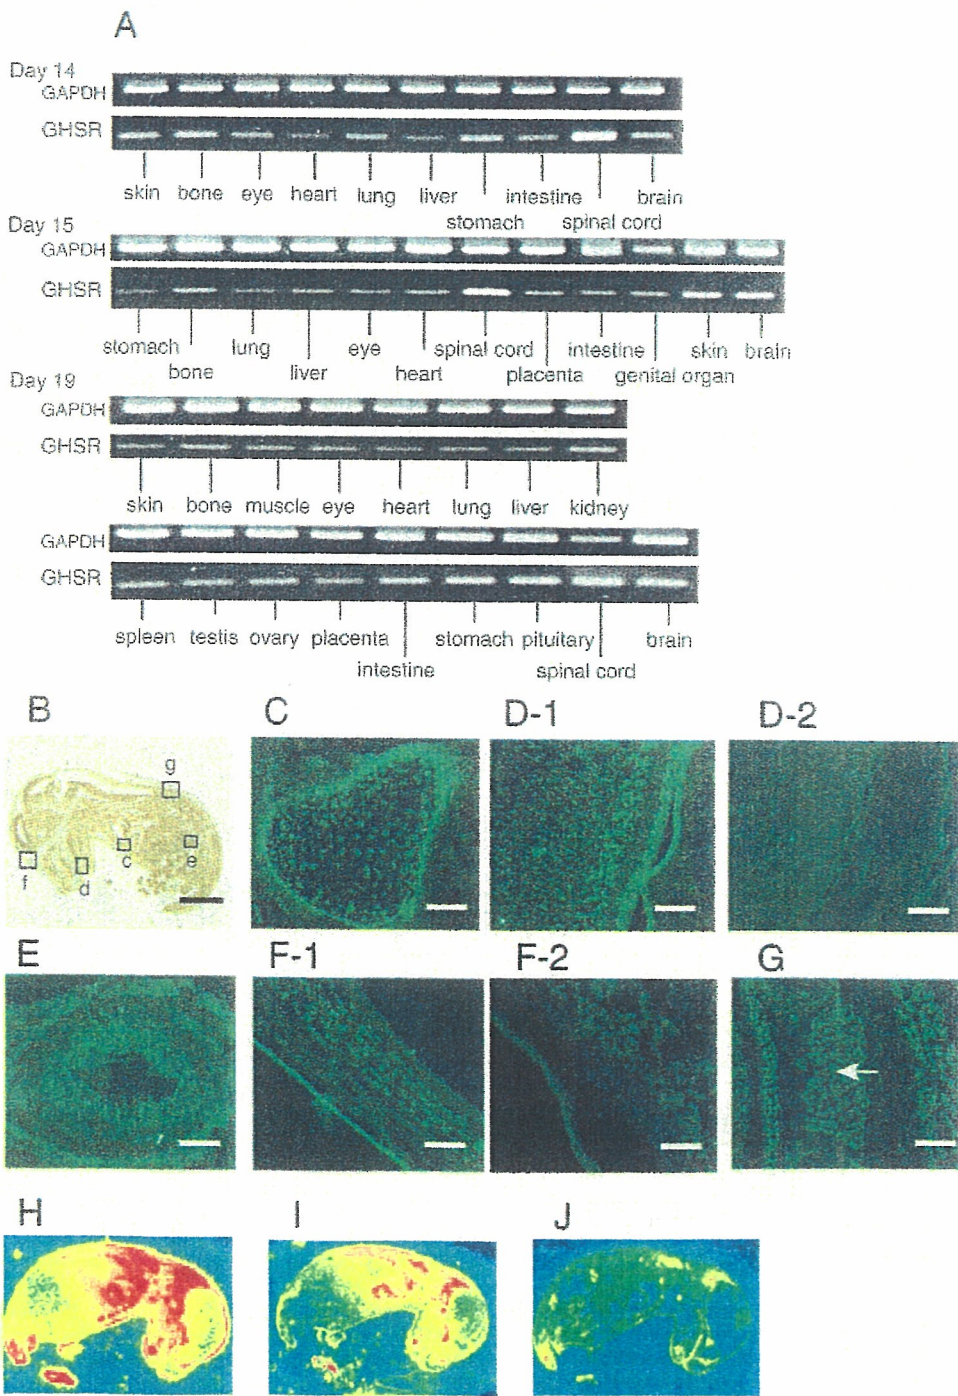 A
Day 14
GAPDH
GHSR
skin bone eye heart lung liver intestine brain
stomach spinal cord
Day 15
GAPDH
GHSR
stomach lung eye spinal cord intestine skin brain
bone liver heart placenta genital organ
Day 19
GAPDH
GHSR
skin bone muscle eye heart lung liver kidney
GAPDH
GHSR
spleen testis ovary placenta stomach pituitary brain
intestine spinal cord
B C D-1 D-2
g
c e
f d
E F-1 F-2 G
H I J